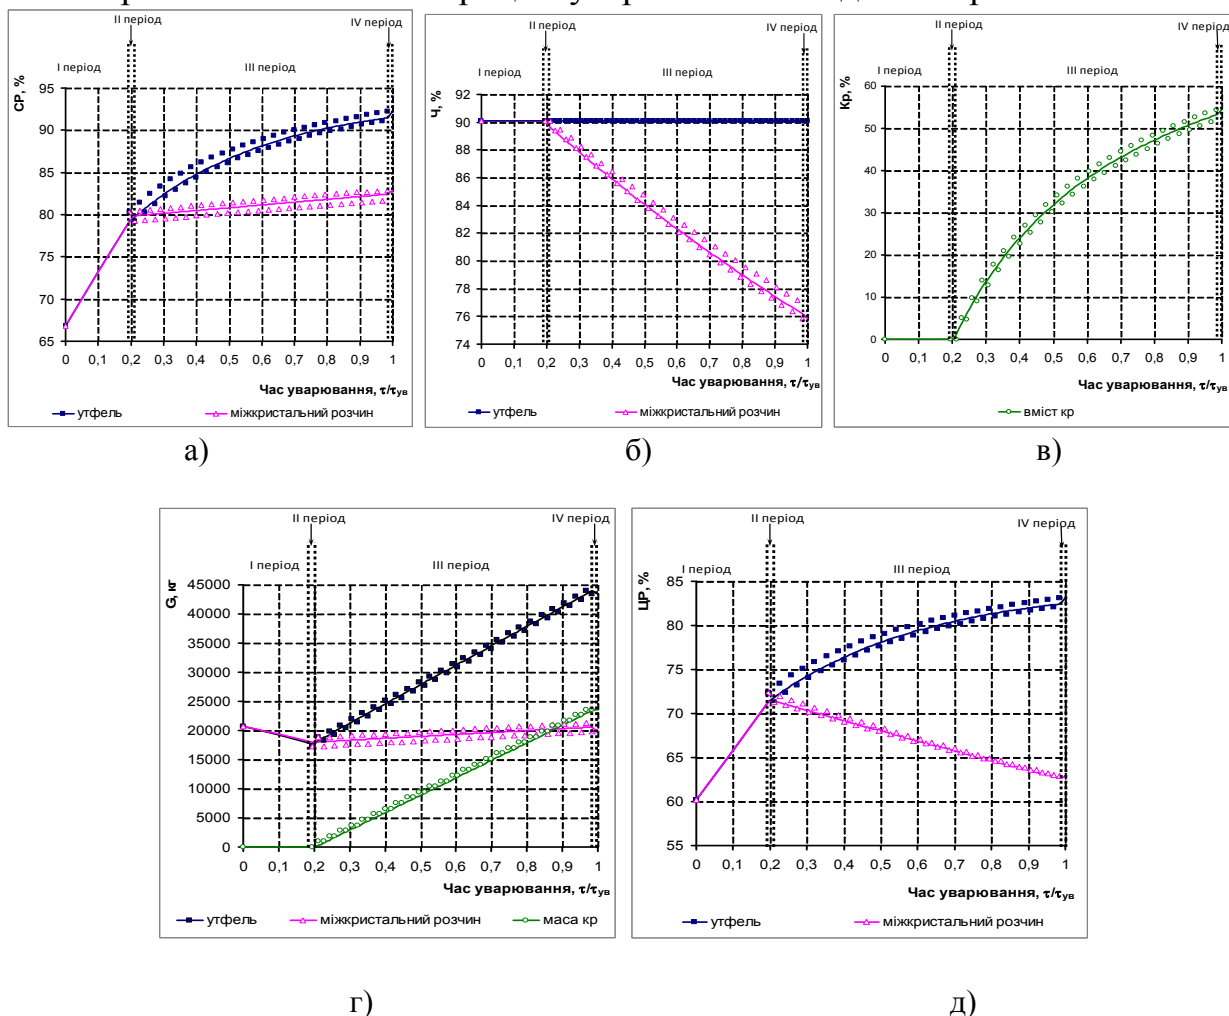 II період
IV період
I період
III період
СР, %
95
90
85
80
75
70
65
0 0,1 0,2 0,3 0,4 0,5 0,6 0,7 0,8 0,9 1
Час уварювання, τ/τув
утфель
міжкристальний розчин
а)
II період
IV період
I період
III період
Ч, %
92
90
88
86
84
82
80
78
76
74
0 0,1 0,2 0,3 0,4 0,5 0,6 0,7 0,8 0,9 1
Час уварювання, τ/τув
утфель
міжкристальний розчин
б)
II період
IV період
I період
III період
Кр, %
60
50
40
30
20
10
0
0 0,1 0,2 0,3 0,4 0,5 0,6 0,7 0,8 0,9 1
Час уварювання, τ/τув
вміст кр
в)
II період
IV період
I період
III період
G, кг
45000
40000
35000
30000
25000
20000
15000
10000
5000
0
0 0,1 0,2 0,3 0,4 0,5 0,6 0,7 0,8 0,9 1
Час уварювання, τ/τув
утфель
міжкристальний розчин
маса кр
г)
II період
IV період
I період
III період
ЦР, %
85
80
75
70
65
60
55
0 0,1 0,2 0,3 0,4 0,5 0,6 0,7 0,8 0,9 1
Час уварювання, τ/τув
утфель
міжкристальний розчин
д)